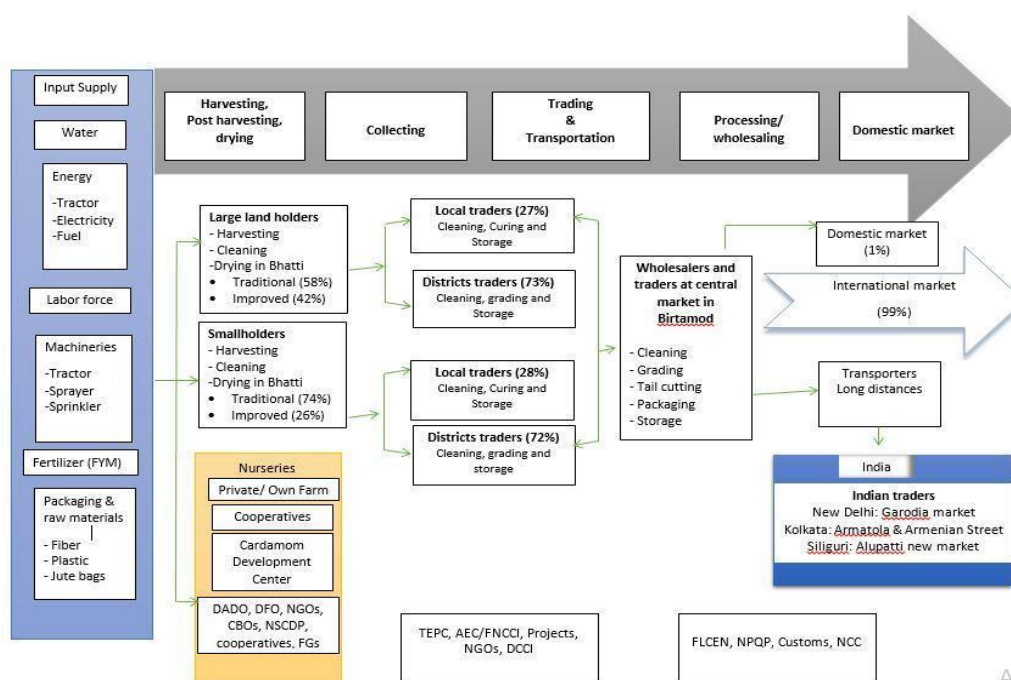 Input Supply
Water
Energy
-Tractor
-Electricity
-Fuel
Labor force
Machineries
-Tractor
-Sprayer
-Sprinkler
Fertilizer (FYM)
Packaging &
raw materials
- Fiber
- Plastic
- Jute bags
Harvesting,
Post harvesting,
drying
Collecting
Trading
&
Transportation
Processing/
wholesaling
Domestic market
Large land holders
- Harvesting
- Cleaning
-Drying in Bhatti
• Traditional (58%)
• Improved (42%)
Smallholders
- Harvesting
- Cleaning
-Drying in Bhatti
• Traditional (74%)
• Improved (26%)
Nurseries
Private/ Own Farm
Cooperatives
Cardamom
Development
Center
DADO, DFO, NGOs,
CBOs, NSCDP,
cooperatives, FGs
Local traders (27%)
Cleaning, Curing and
Storage
Districts traders (73%)
Cleaning, grading and
Storage
Local traders (28%)
Cleaning, Curing and
Storage
Districts traders (72%)
Cleaning, grading and
storage
TEPC, AEC/FNCCI, Projects,
NGOs, DCCI
Wholesalers and
traders at central
market in
Birtamod
- Cleaning
- Grading
- Tail cutting
- Packaging
- Storage
Domestic market
(1%)
International market
(99%)
Transporters
Long distances
India
Indian traders
New Delhi: Garodia market
Kolkata: Armatola & Armenian Street
Siliguri: Alupatti new market
FLCEN, NPQP, Customs, NCC
A